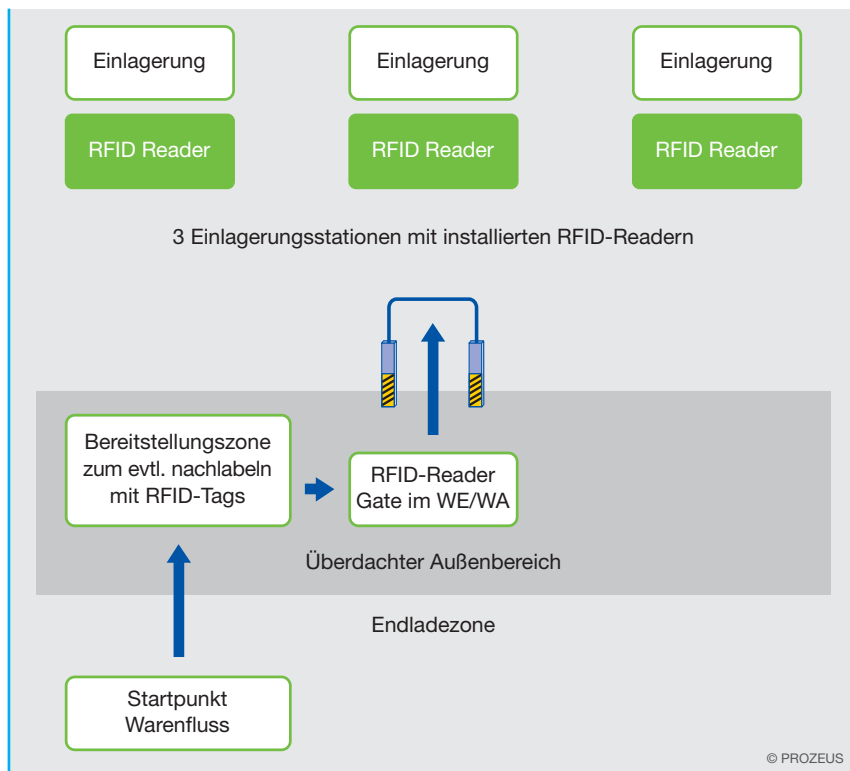 Einlagerung
Einlagerung
Einlagerung
RFID Reader
RFID Reader
RFID Reader
3 Einlagerungsstationen mit installierten RFID-Readern
Bereitstellungszone
zum evtl. nachlabeln
mit RFID-Tags
RFID-Reader
Gate im WE/WA
Überdachter Außenbereich
Endladezone
Startpunkt
Warenfluss
© PROZEUS